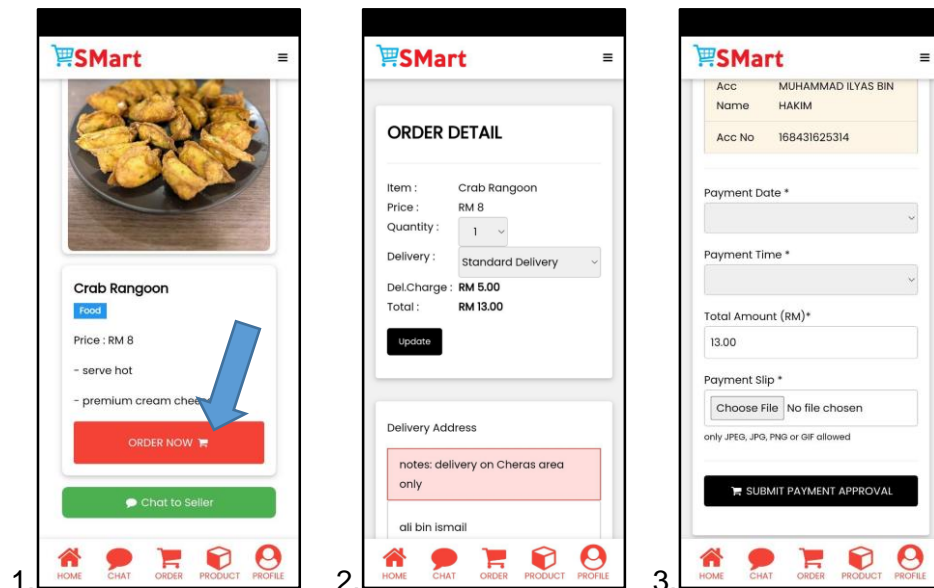 SMart
Crab Rangoon
Food
Price : RM 8
- serve hot
- premium cream
ORDER NOW
Chat to Seller
HOME CHAT ORDER PRODUCT PROFILE
1.
SMart
ORDER DETAIL
Item : Crab Rangoon
Price : RM 8
Quantity : 1
Delivery : Standard Delivery
Del.Charge : RM 5.00
Total : RM 13.00
Update
Delivery Address
notes: delivery on Cheras area
only
ali bin ismail
HOME CHAT ORDER PRODUCT PROFILE
2.
SMart
Acc MUHAMMAD ILYAS BIN
Name HAKIM
Acc No 168431625314
Payment Date *
Payment Time *
Total Amount (RM)*
13.00
Payment Slip *
Choose File No file chosen
only JPEG, JPG, PNG or GIF allowed
SUBMIT PAYMENT APPROVAL
HOME CHAT ORDER PRODUCT PROFILE
3.